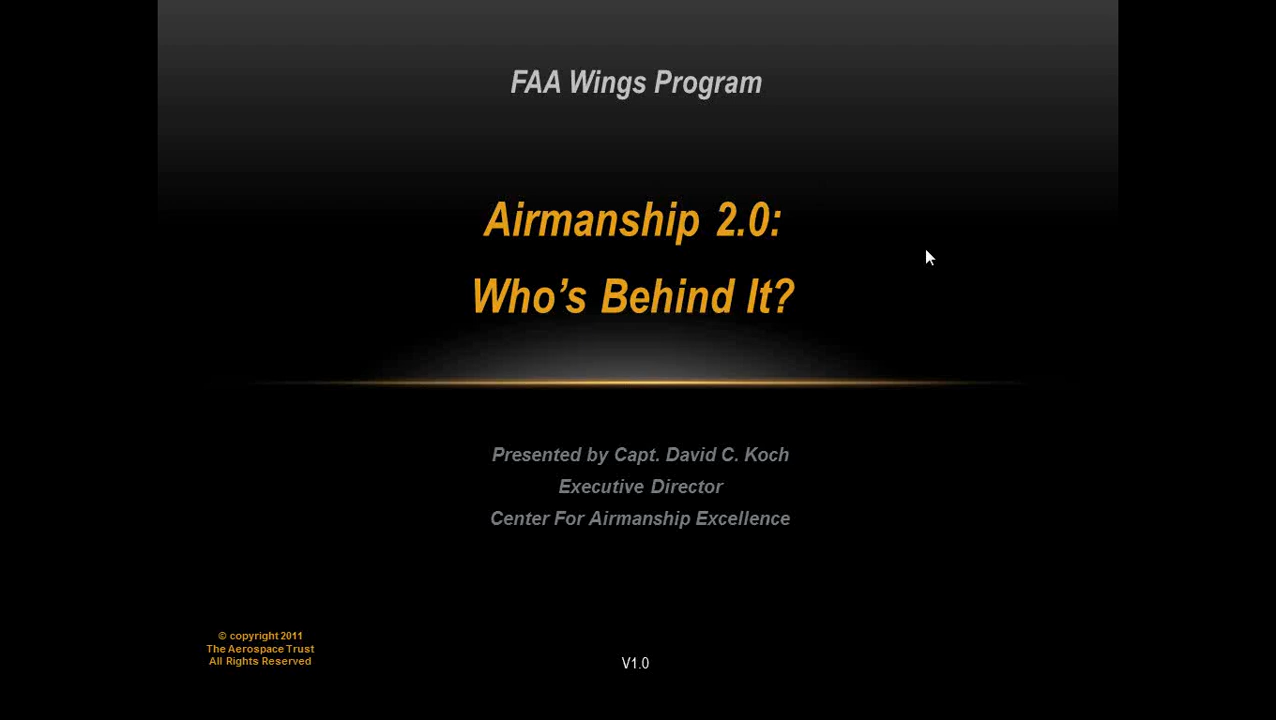 FAA Wings Program
Airmanship 2.0:
Who’s Behind It?
Presented by Capt. David C. Koch
Executive Director
Center For Airmanship Excellence
© copyright 2011
The Aerospace Trust
All Rights Reserved
V1.0